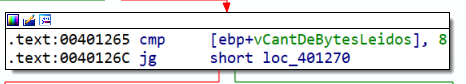 .text:00401265 cmp [ebp+vCantDeBytesLeidos], 8
.text:0040126C jg short loc_401270